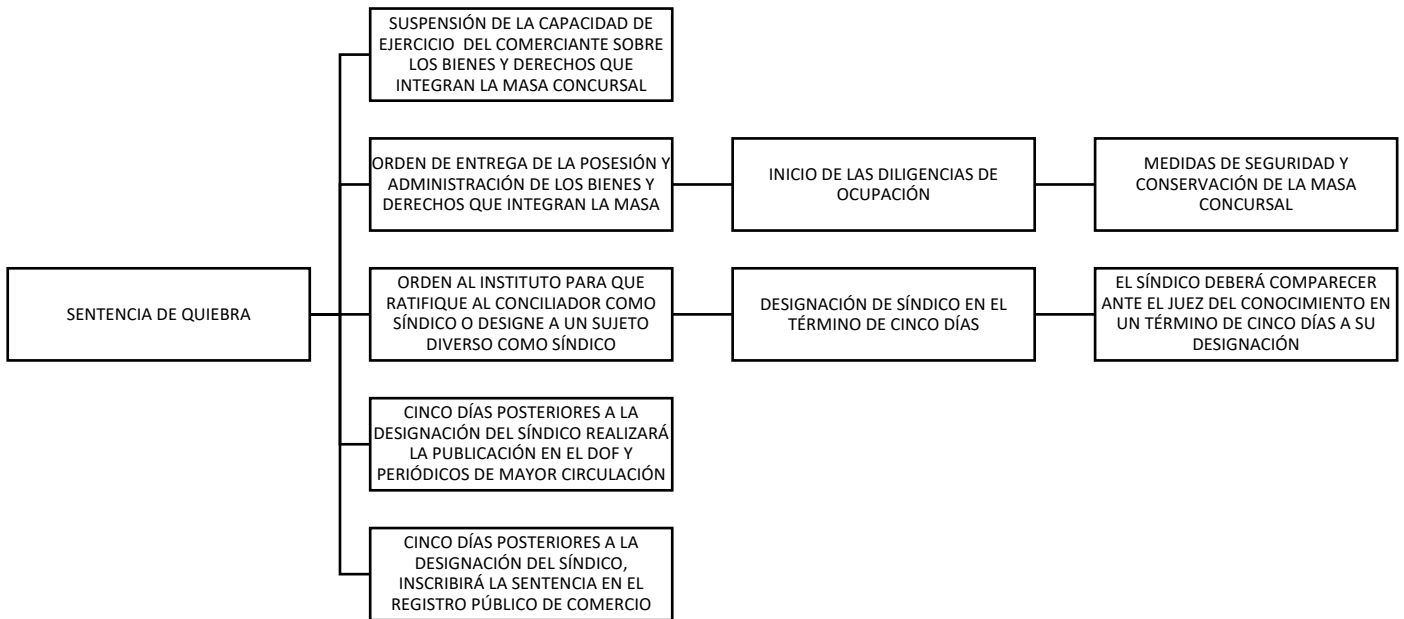 SUSPENSIÓN DE LA CAPACIDAD DE
EJERCICIO DEL COMERCIANTE SOBRE
LOS BIENES Y DERECHOS QUE
INTEGRAN LA MASA CONCURSAL
ORDEN DE ENTREGA DE LA POSESIÓN Y
ADMINISTRACIÓN DE LOS BIENES Y
DERECHOS QUE INTEGRAN LA MASA
INICIO DE LAS DILIGENCIAS DE
OCUPACIÓN
MEDIDAS DE SEGURIDAD Y
CONSERVACIÓN DE LA MASA
CONCURSAL
SENTENCIA DE QUIEBRA
ORDEN AL INSTITUTO PARA QUE
RATIFIQUE AL CONCILIADOR COMO
SÍNDICO O DESIGNE A UN SUJETO
DIVERSO COMO SÍNDICO
DESIGNACIÓN DE SÍNDICO EN EL
TÉRMINO DE CINCO DÍAS
EL SÍNDICO DEBERÁ COMPARECER
ANTE EL JUEZ DEL CONOCIMIENTO EN
UN TÉRMINO DE CINCO DÍAS A SU
DESIGNACIÓN
CINCO DÍAS POSTERIORES A LA
DESIGNACIÓN DEL SÍNDICO REALIZARÁ
LA PUBLICACIÓN EN EL DOF Y
PERIÓDICOS DE MAYOR CIRCULACIÓN
CINCO DÍAS POSTERIORES A LA
DESIGNACIÓN DEL SÍNDICO,
INSCRIBIRÁ LA SENTENCIA EN EL
REGISTRO PÚBLICO DE COMERCIO